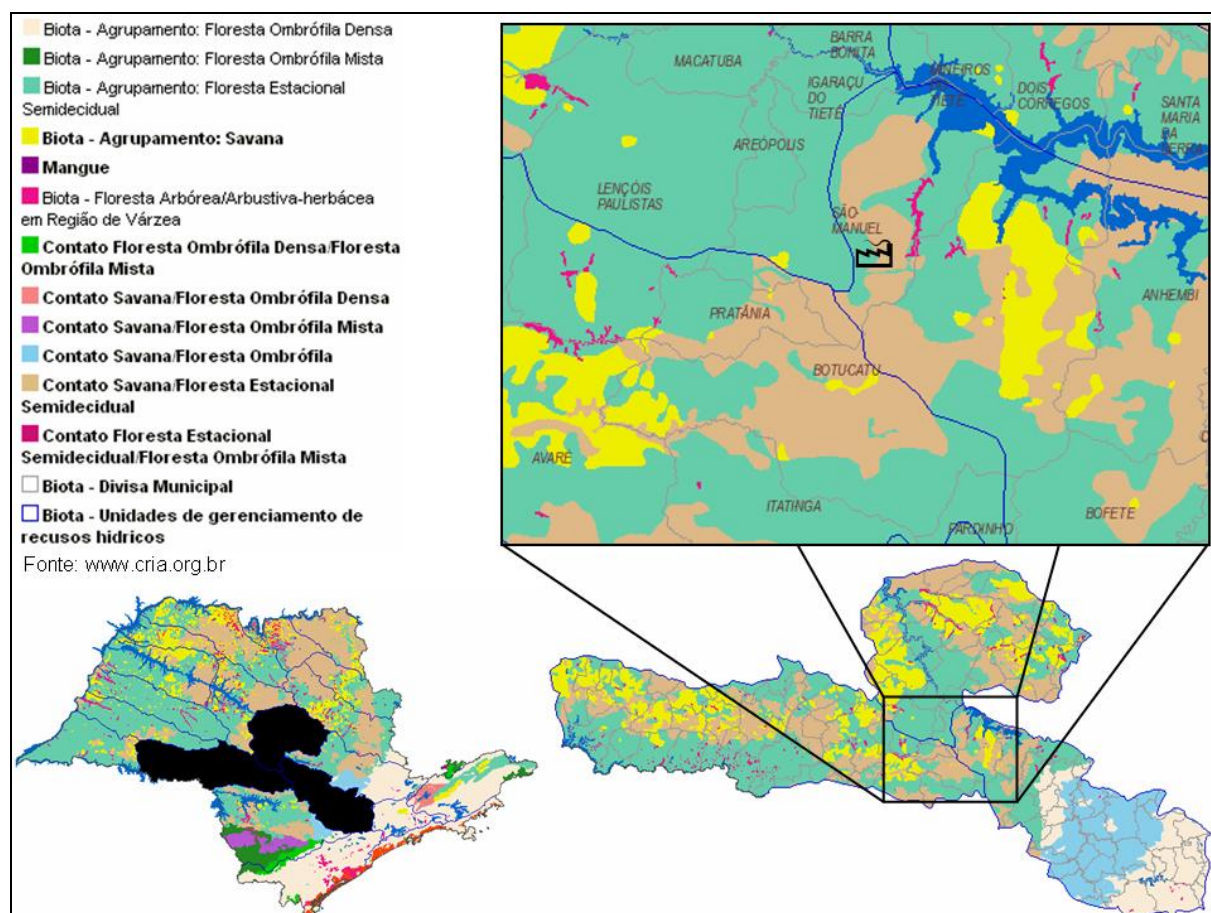 Biota - Agrupamento: Floresta Ombrófila Densa
Biota - Agrupamento: Floresta Ombrófila Mista
Biota - Agrupamento: Floresta Estacional
Semidecidual
Biota - Agrupamento: Savana
Mangue
Biota - Floresta Arbórea/Arbustiva-herbácea
em Região de Várzea
Contato Floresta Ombrófila Densa/Floresta
Ombrófila Mista
Contato Savana/Floresta Ombrófila Densa
Contato Savana/Floresta Ombrófila Mista
Contato Savana/Floresta Ombrófila
Contato Savana/Floresta Estacional
Semidecidual
Contato Floresta Estacional
Semidecidual/Floresta Ombrófila Mista
Biota - Divisa Municipal
Biota - Unidades de gerenciamento de
recusos hidricos
Fonte: www.cria.org.br
BARRA
BONITA
MACATUBA
IGARAÇU
DO
TIETÊ
MINEIROS
DO
TIETÊ
DOIS
CORREGOS
SANTA
MARIA
DA
SERRA
AREÓPOLIS
LENÇÓIS
PAULISTAS
SÃO
MANUEL
PRATÂNIA
ANHEMBI
BOTUCATU
AVARÉ
ITATINGA
PARDINHO
BOFETE